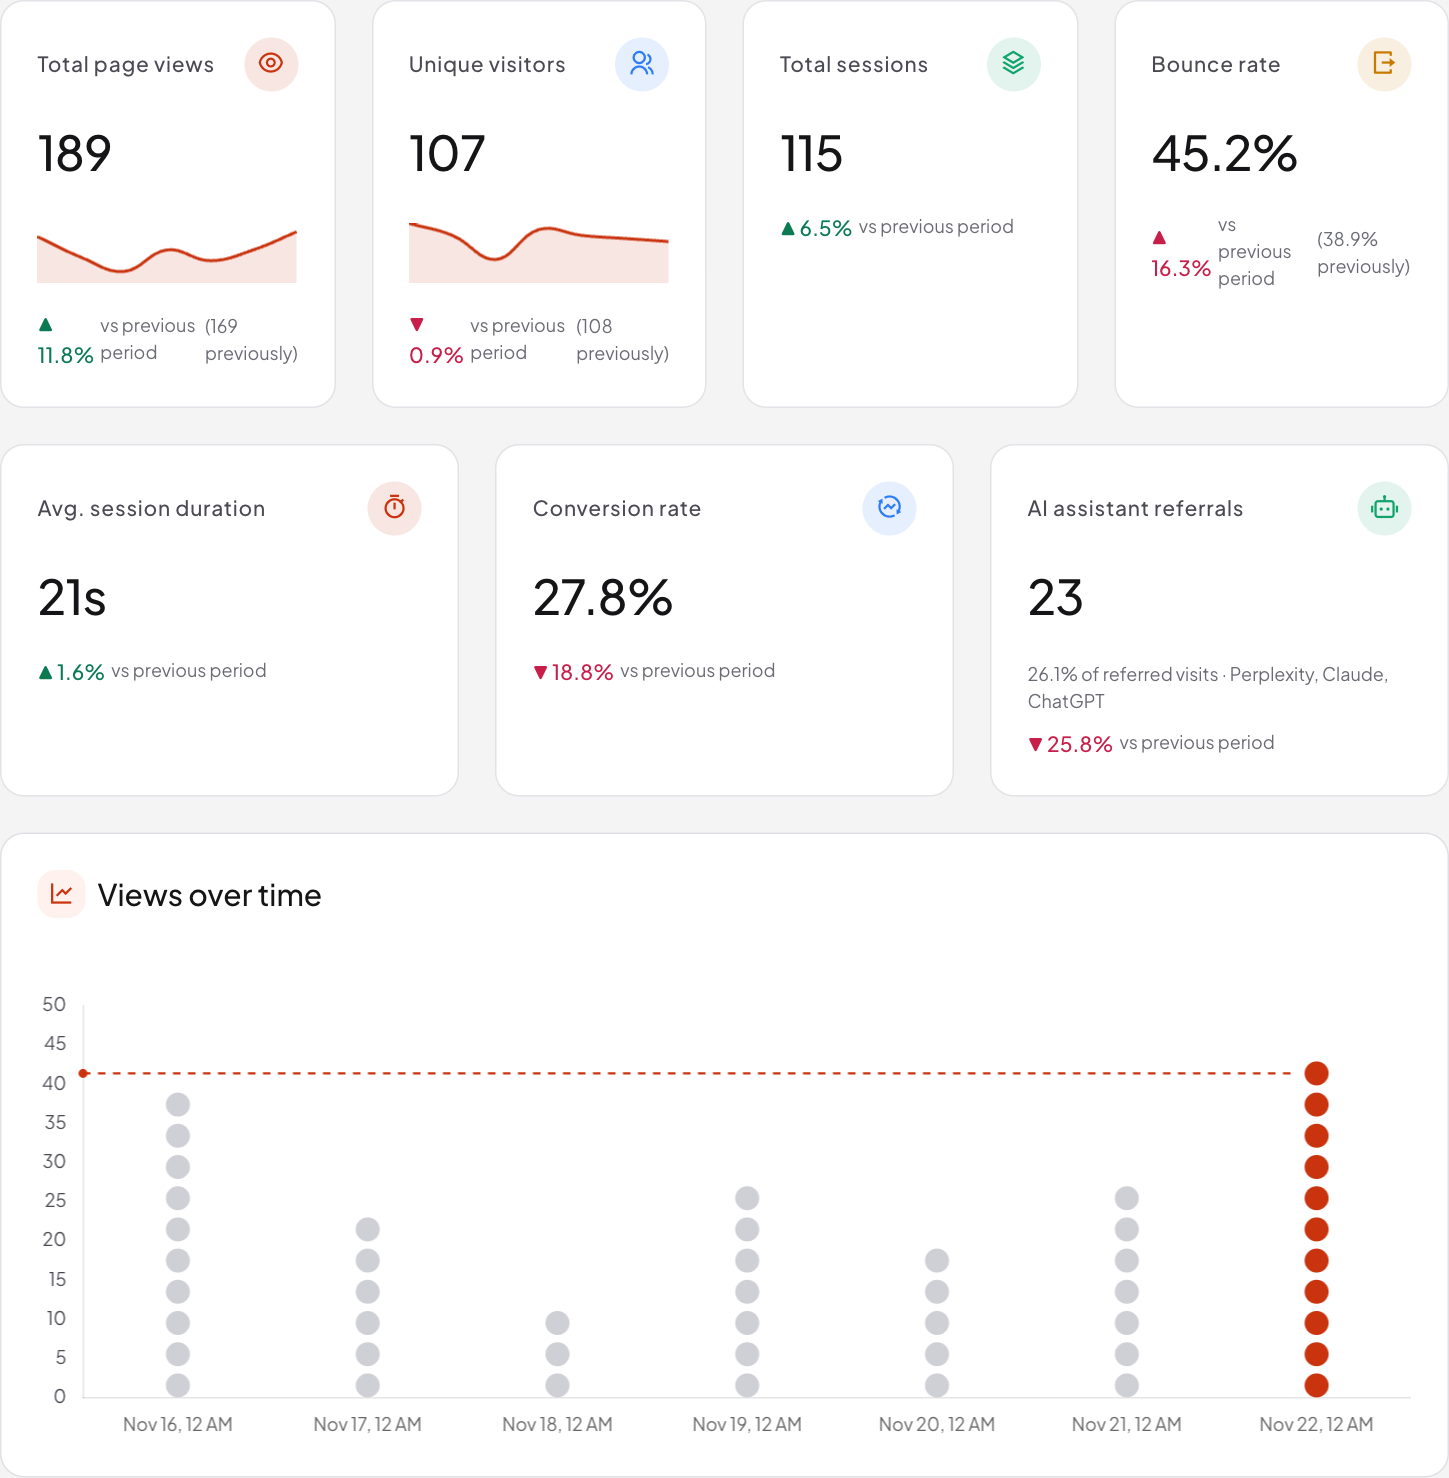 Total page views
189
▲ 11.8% vs previous period (169 previously)
Unique visitors
107
▼ 0.9% vs previous period (108 previously)
Total sessions
115
▲ 6.5% vs previous period
Bounce rate
45.2%
▲ 16.3% vs previous period (38.9% previously)
Avg. session duration
21s
▲ 1.6% vs previous period
Conversion rate
27.8%
▼ 18.8% vs previous period
AI assistant referrals
23
26.1% of referred visits · Perplexity, Claude,
ChatGPT
▼ 25.8% vs previous period
Views over time
50
45
40
35
30
25
20
15
10
5
0
Nov 16, 12 AM
Nov 17, 12 AM
Nov 18, 12 AM
Nov 19, 12 AM
Nov 20, 12 AM
Nov 21, 12 AM
Nov 22, 12 AM